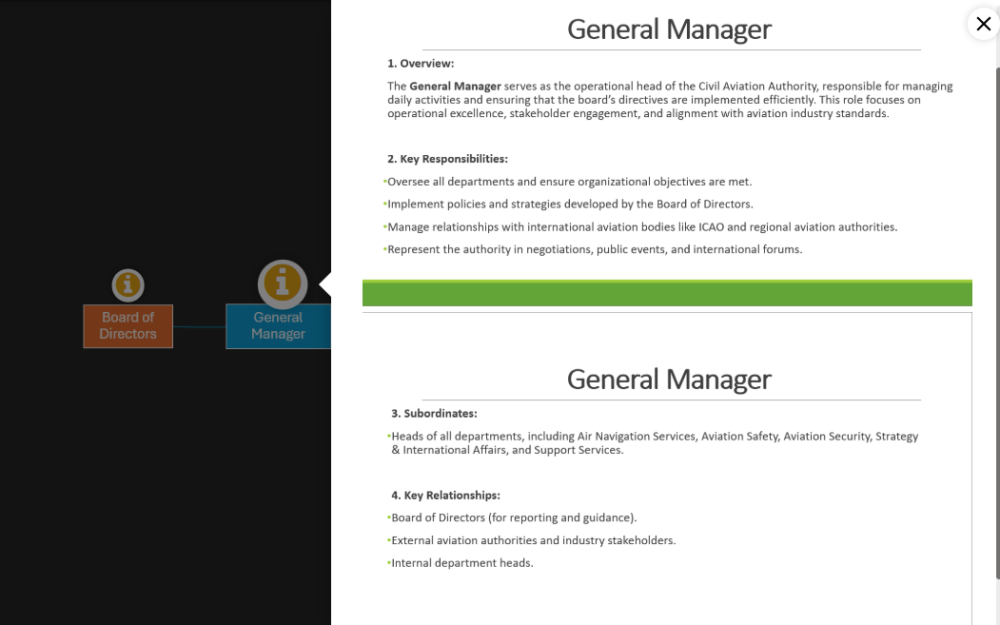 Board of
Directors
General
Manager
General Manager
1. Overview:
The General Manager serves as the operational head of the Civil Aviation Authority, responsible for managing
daily activities and ensuring that the board's directives are implemented efficiently. This role focuses on
operational excellence, stakeholder engagement, and alignment with aviation industry standards.
2. Key Responsibilities:
•Oversee all departments and ensure organizational objectives are met.
•Implement policies and strategies developed by the Board of Directors.
•Manage relationships with international aviation bodies like ICAO and regional aviation authorities.
•Represent the authority in negotiations, public events, and international forums.
General Manager
3. Subordinates:
•Heads of all departments, including Air Navigation Services, Aviation Safety, Aviation Security, Strategy
& International Affairs, and Support Services.
4. Key Relationships:
•Board of Directors (for reporting and guidance).
•External aviation authorities and industry stakeholders.
•Internal department heads.